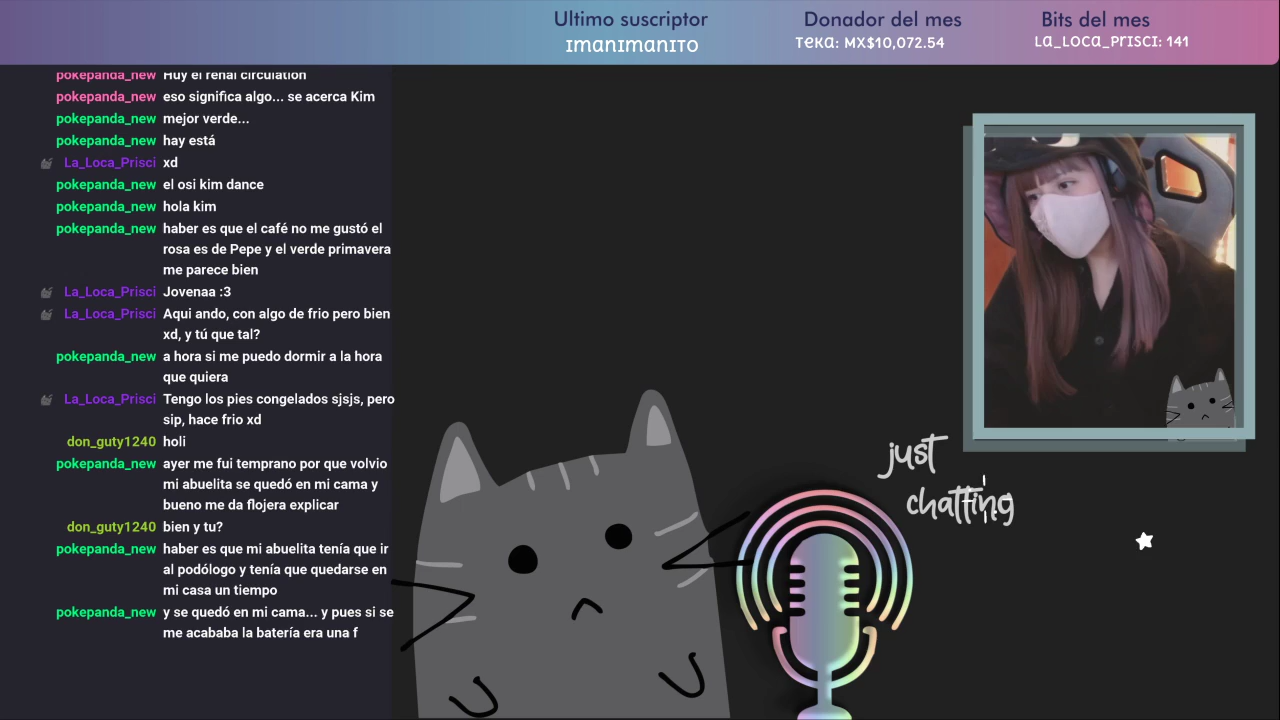 Ultimo suscriptor
imanimanito
Donador del mes
Teka: MX$10,072.54
Bits del mes
La_Loca_Prisci: 141
pokepanda_new Huy el renai circulation
pokepanda_new eso significa algo... se acerca Kim
pokepanda_new mejor verde...
pokepanda_new hay está
La_Loca_Prisci xd
pokepanda_new el osi kim dance
pokepanda_new hola kim
pokepanda_new haber es que el café no me gustó el
rosa es de Pepe y el verde primavera
me parece bien
La_Loca_Prisci Jovenaa :3
La_Loca_Prisci Aqui ando, con algo de frio pero bien
xd, y tú que tal?
pokepanda_new a hora si me puedo dormir a la hora
que quiera
La_Loca_Prisci Tengo los pies congelados sjsjs, pero
sip, hace frio xd
don_guty1240 holi
pokepanda_new ayer me fui temprano por que volvio
mi abuelita se quedó en mi cama y
bueno me da flojera explicar
don_guty1240 bien y tu?
pokepanda_new haber es que mi abuelita tenía que ir
al podólogo y tenía que quedarse en
mi casa un tiempo
pokepanda_new y se quedó en mi cama... y pues si se
me acababa la batería era una f
just
chatting